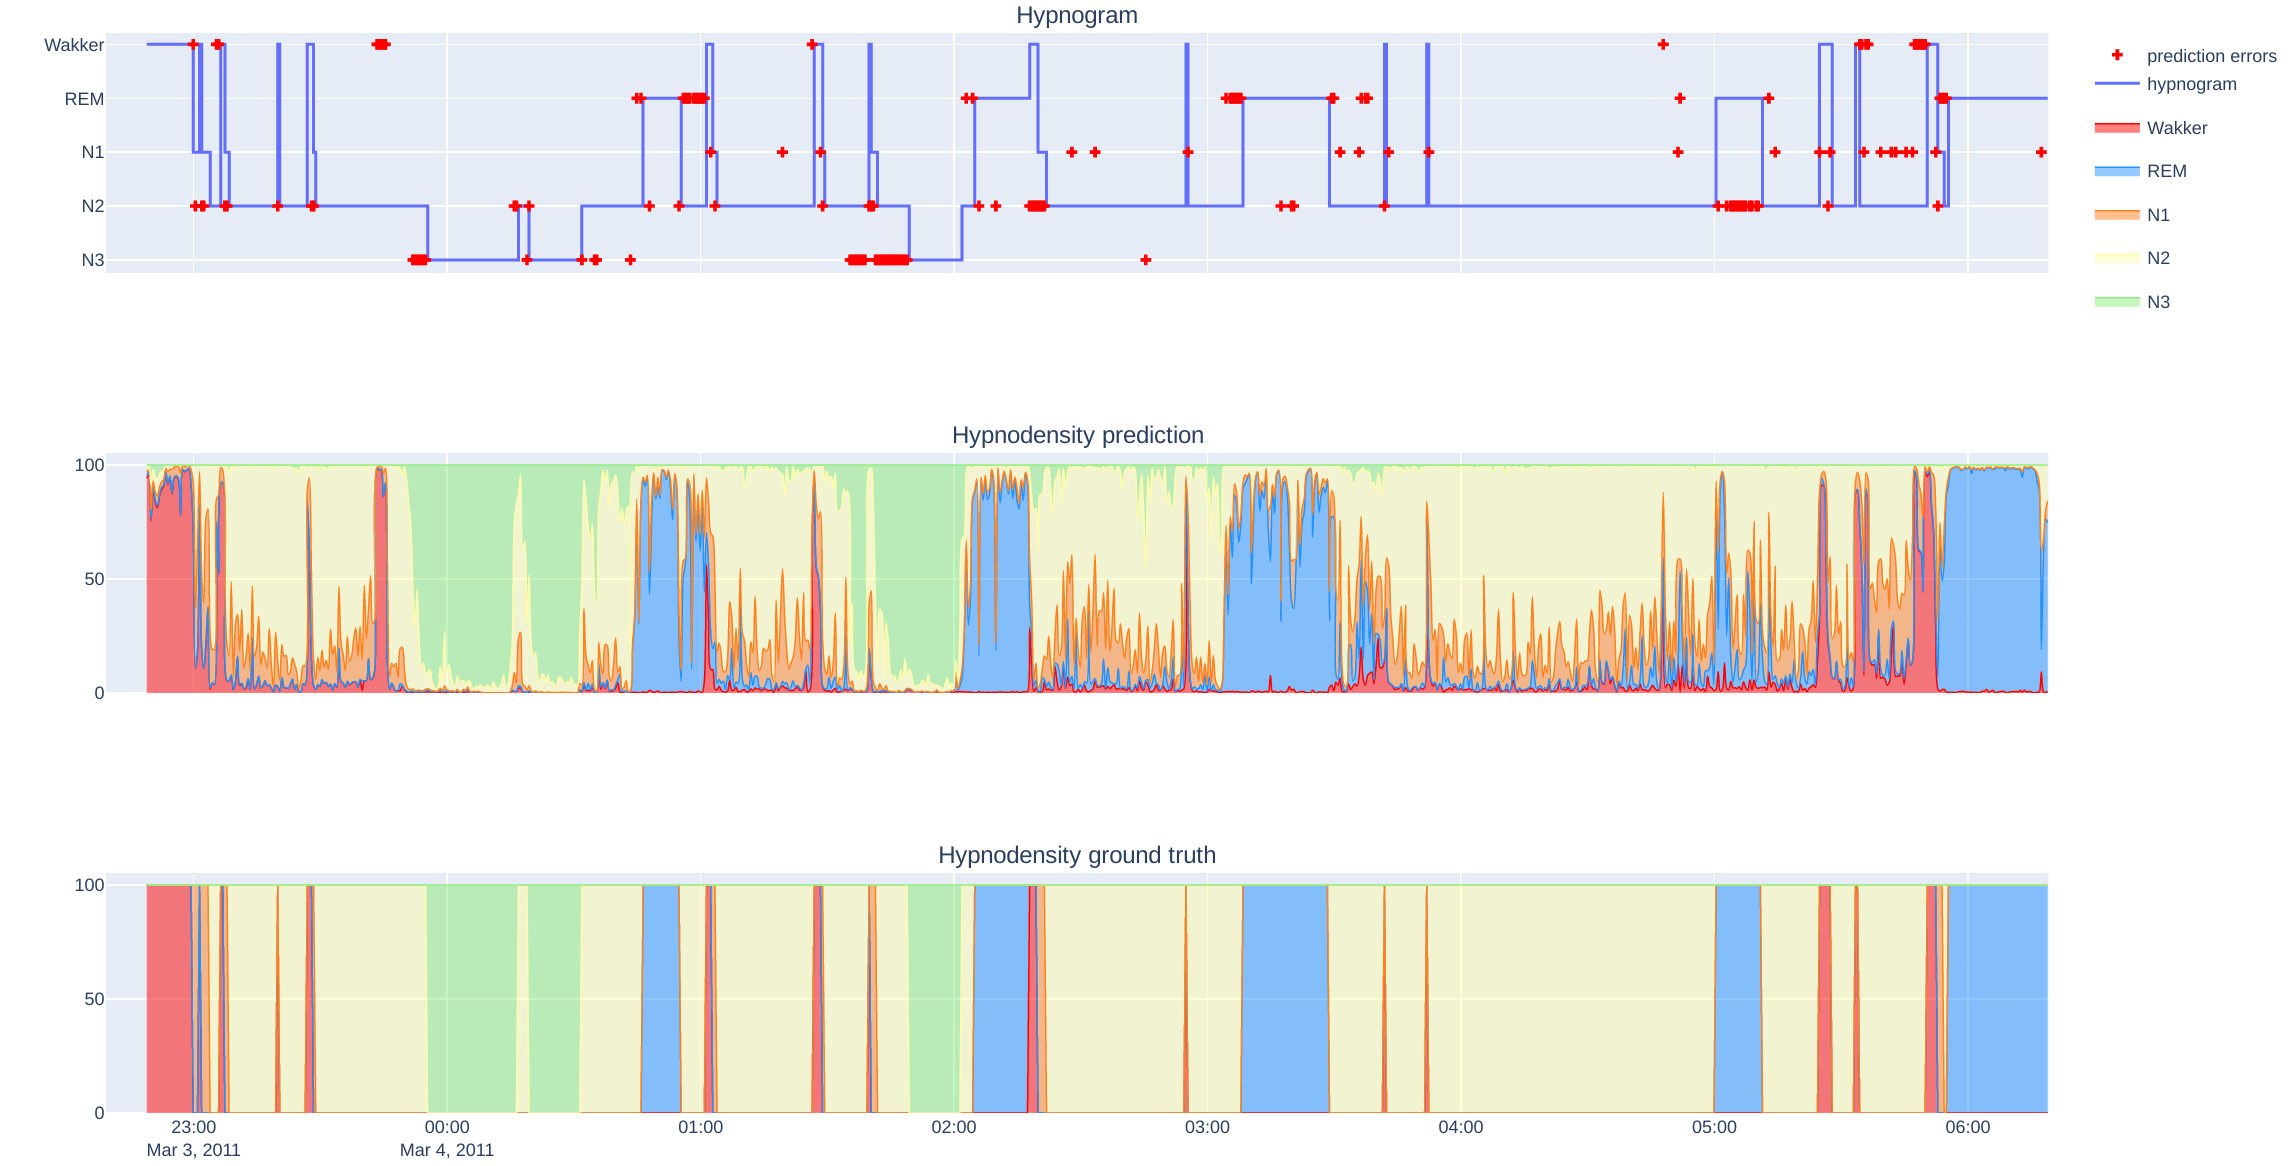 Hypnogram
Wakker
REM
N1
N2
N3
prediction errors
hypnogram
Wakker
REM
N1
N2
N3
Hypnodensity prediction
100
50
0
Hypnodensity ground truth
100
50
0
23:00 00:00 01:00 02:00 03:00 04:00 05:00 06:00
Mar 3, 2011 Mar 4, 2011